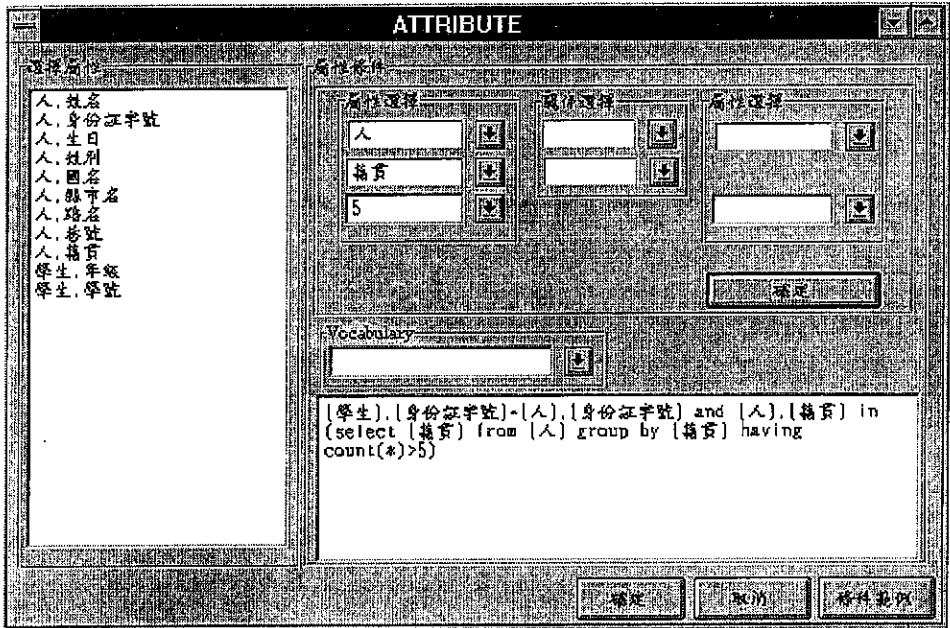 ATTRIBUTE
選擇屬性
人.姓名
人.身份証字號
人.生日
人.性別
人.國名
人.縣市名
人.路名
人.巷號
人.籍貫
學生.年級
學生.學號
屬性條件
屬性選擇
人
籍貫
5
屬性選擇
確定
Vocabulary
[學生].[身份証字號]=[人].[身份証字號] and [人].[籍貫] in
(select [籍貫] from [人] group by [籍貫] having
count(*)>5)
確定
取消